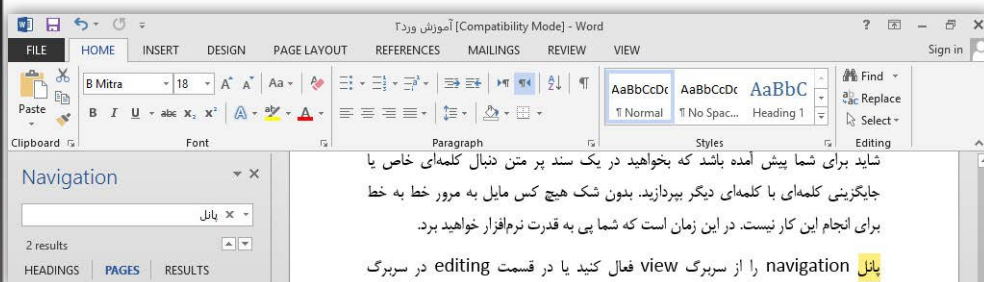 آموزش ورد۲ [Compatibility Mode] - Word
FILE HOME INSERT DESIGN PAGE LAYOUT REFERENCES MAILINGS REVIEW VIEW Sign in
B Mitra 18 Aa
Paste B I U abc X₂ X²
AaBbCcDc AaBbCcDc AaBbC
¶ Normal ¶ No Spac... Heading 1
Find
Replace
Select
Clipboard Font Paragraph Styles Editing
Navigation
پانل
2 results
HEADINGS PAGES RESULTS
شاید برای شما پیش آمده باشد که بخواهید در یک سند پر متن دنبال کلمه‌ای خاص یا
جایگزینی کلمه‌ای با کلمه‌ای دیگر بپردازید. بدون شک هیچ کس مایل به مرور خط به خط
برای انجام این کار نیست. در این زمان است که شما پی به قدرت نرم‌افزار خواهید برد.
پانل navigation را از سربرگ view فعال کنید یا در قسمت editing در سربرگ